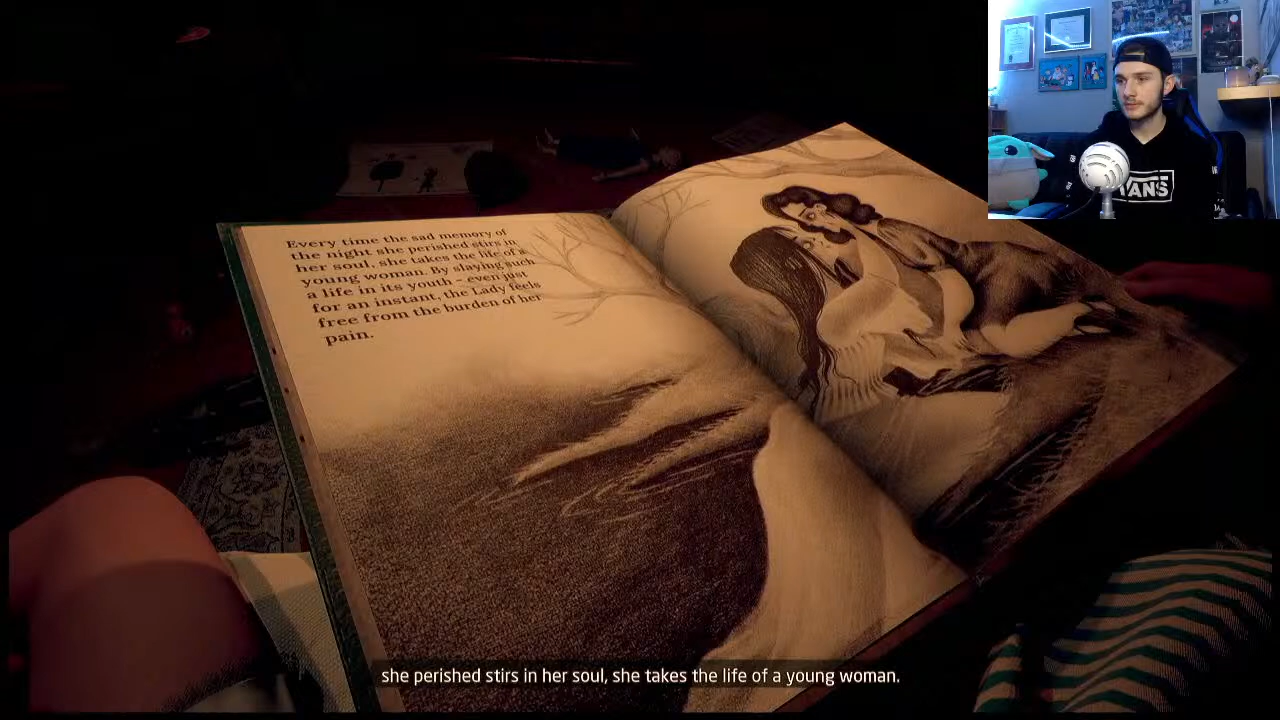 Every time the sad memory of
the night she perished stirs in
her soul, she takes the life of a
young woman. By slaying such
a life in its youth – even just
for an instant, the Lady feels
free from the burden of her
pain.
VANS
she perished stirs in her soul, she takes the life of a young woman.